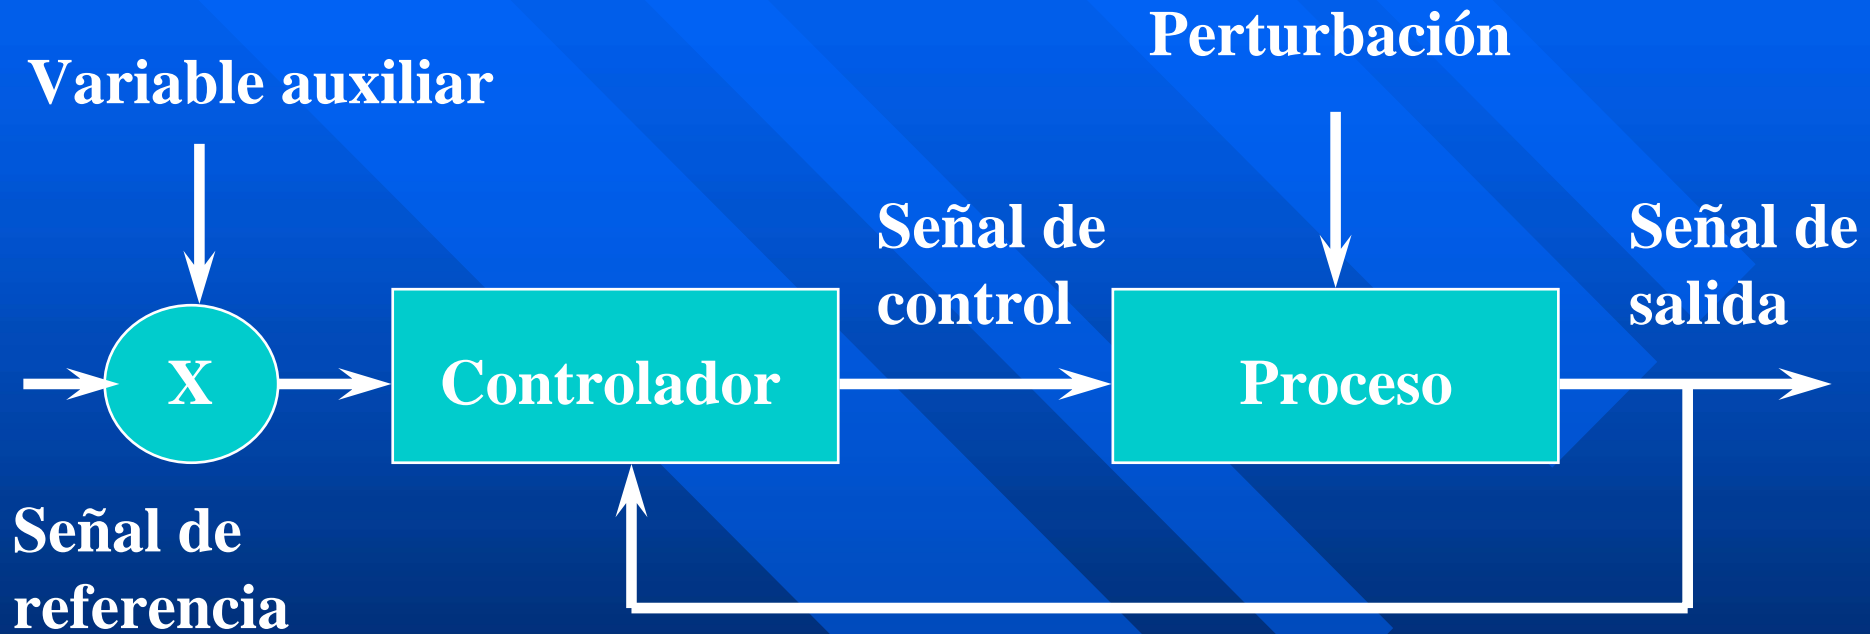 Perturbación
Variable auxiliar
Señal de
control
Señal de
salida
X
Controlador
Proceso
Señal de
referencia